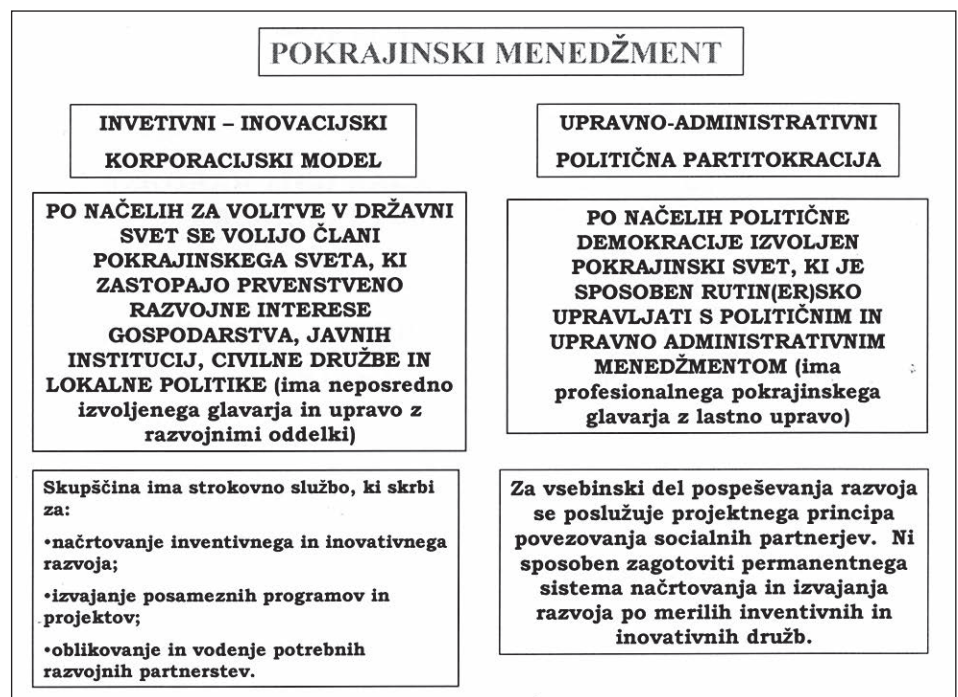 POKRAJINSKI MENEDŽMENT
INVETIVNI – INOVACIJSKI
KORPORACIJSKI MODEL
PO NAČELIH ZA VOLITVE V DRŽAVNI
SVET SE VOLIJO ČLANI
POKRAJINSKEGA SVETA, KI
ZASTOPAJO PRVENSTVENO
RAZVOJNE INTERESE
GOSPODARSTVA, JAVNIH
INSTITUCIJ, CIVILNE DRUŽBE IN
LOKALNE POLITIKE (ima neposredno
izvoljenega glavarja in upravo z
razvojnimi oddelki)
Skupščina ima strokovno službo, ki skrbi
za:
•načrtovanje inventivnega in inovativnega
razvoja;
•izvajanje posameznih programov in
projektov;
•oblikovanje in vodenje potrebnih
razvojnih partnerstev.
UPRAVNO-ADMINISTRATIVNI
POLITIČNA PARTITOKRACIJA
PO NAČELIH POLITIČNE
DEMOKRACIJE IZVOLJEN
POKRAJINSKI SVET, KI JE
SPOSOBEN RUTIN(ER)SKO
UPRAVLJATI S POLITIČNIM IN
UPRAVNO ADMINISTRATIVNIM
MENEDŽMENTOM (ima
profesionalnega pokrajinskega
glavarja z lastno upravo)
Za vsebinski del pospeševanja razvoja
se poslužuje projektnega principa
povezovanja socialnih partnerjev. Ni
sposoben zagotoviti permanentnega
sistema načrtovanja in izvajanja
razvoja po merilih inventivnih in
inovativnih družb.